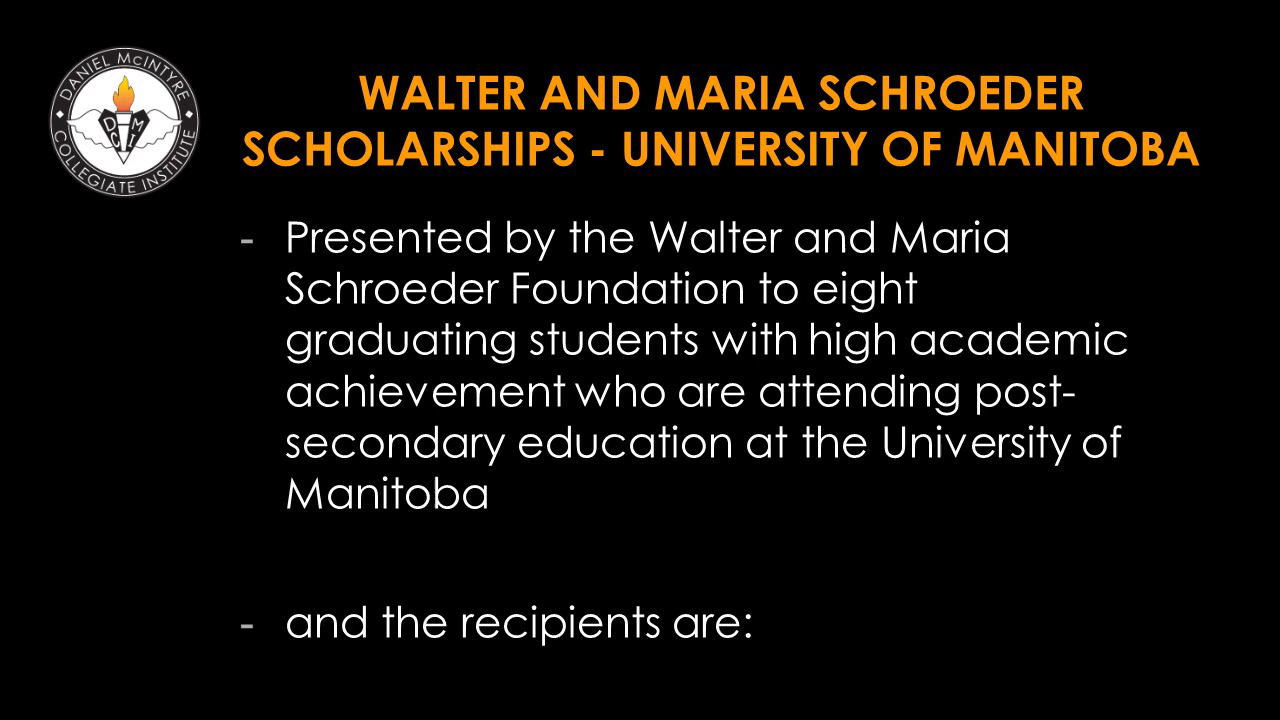 DANIEL McINTYRE
COLLEGIATE INSTITUTE
D M
C I
WALTER AND MARIA SCHROEDER
SCHOLARSHIPS - UNIVERSITY OF MANITOBA
- Presented by the Walter and Maria
Schroeder Foundation to eight
graduating students with high academic
achievement who are attending post-
secondary education at the University of
Manitoba
- and the recipients are: